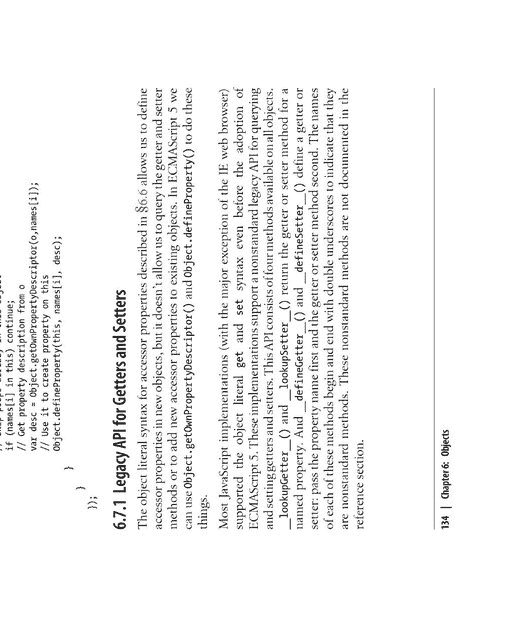 if (names[i] in this) continue;
// Get property description from o
var desc = Object.getOwnPropertyDescriptor(o,names[i]);
// Use it to create property on this
Object.defineProperty(this, names[i], desc);
}
}
});
6.7.1 Legacy API for Getters and Setters
The object literal syntax for accessor properties described in §6.6 allows us to define
accessor properties in new objects, but it doesn't allow us to query the getter and setter
methods or to add new accessor properties to existing objects. In ECMAScript 5 we
can use Object.getOwnPropertyDescriptor() and Object.defineProperty() to do these
things.
Most JavaScript implementations (with the major exception of the IE web browser)
supported the object literal get and set syntax even before the adoption of
ECMAScript 5. These implementations support a nonstandard legacy API for querying
and setting getters and setters. This API consists of four methods available on all objects.
__lookupGetter__() and __lookupSetter__() return the getter or setter method for a
named property. And __defineGetter__() and __defineSetter__() define a getter or
setter: pass the property name first and the getter or setter method second. The names
of each of these methods begin and end with double underscores to indicate that they
are nonstandard methods. These nonstandard methods are not documented in the
reference section.
134 | Chapter 6: Objects